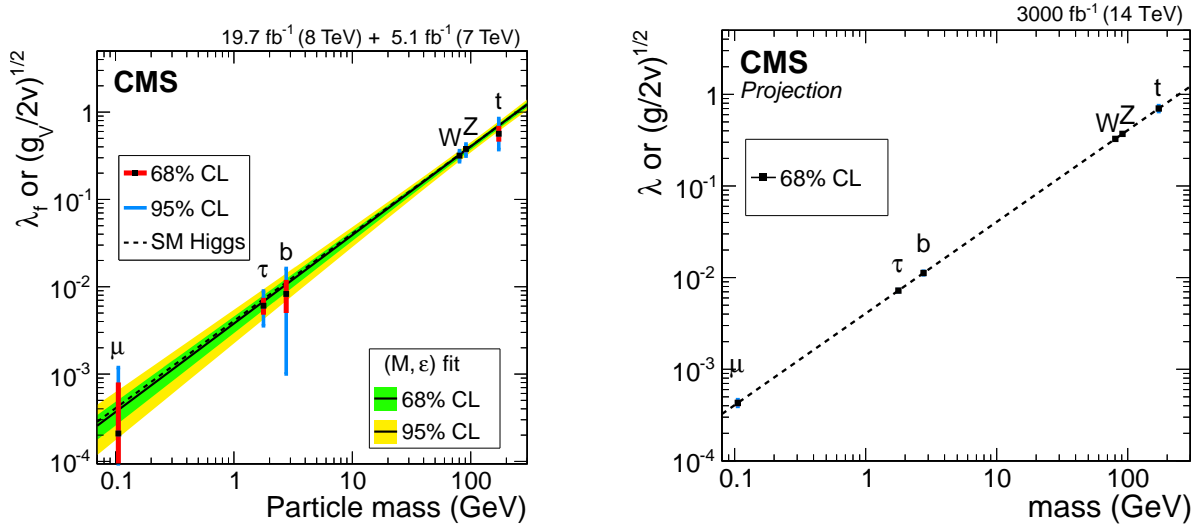 19.7 fb⁻¹ (8 TeV) + 5.1 fb⁻¹ (7 TeV)
CMS
λ_f or (g_V/2v)^1/2
1
10⁻¹
10⁻²
10⁻³
10⁻⁴
68% CL
95% CL
SM Higgs
μ
τ
b
W
Z
t
(M, ε) fit
68% CL
95% CL
0.1 1 10 100
Particle mass (GeV)
3000 fb⁻¹ (14 TeV)
CMS
Projection
λ or (g/2v)^1/2
1
10⁻¹
10⁻²
10⁻³
10⁻⁴
68% CL
μ
τ
b
W
Z
t
0.1 1 10 100
mass (GeV)